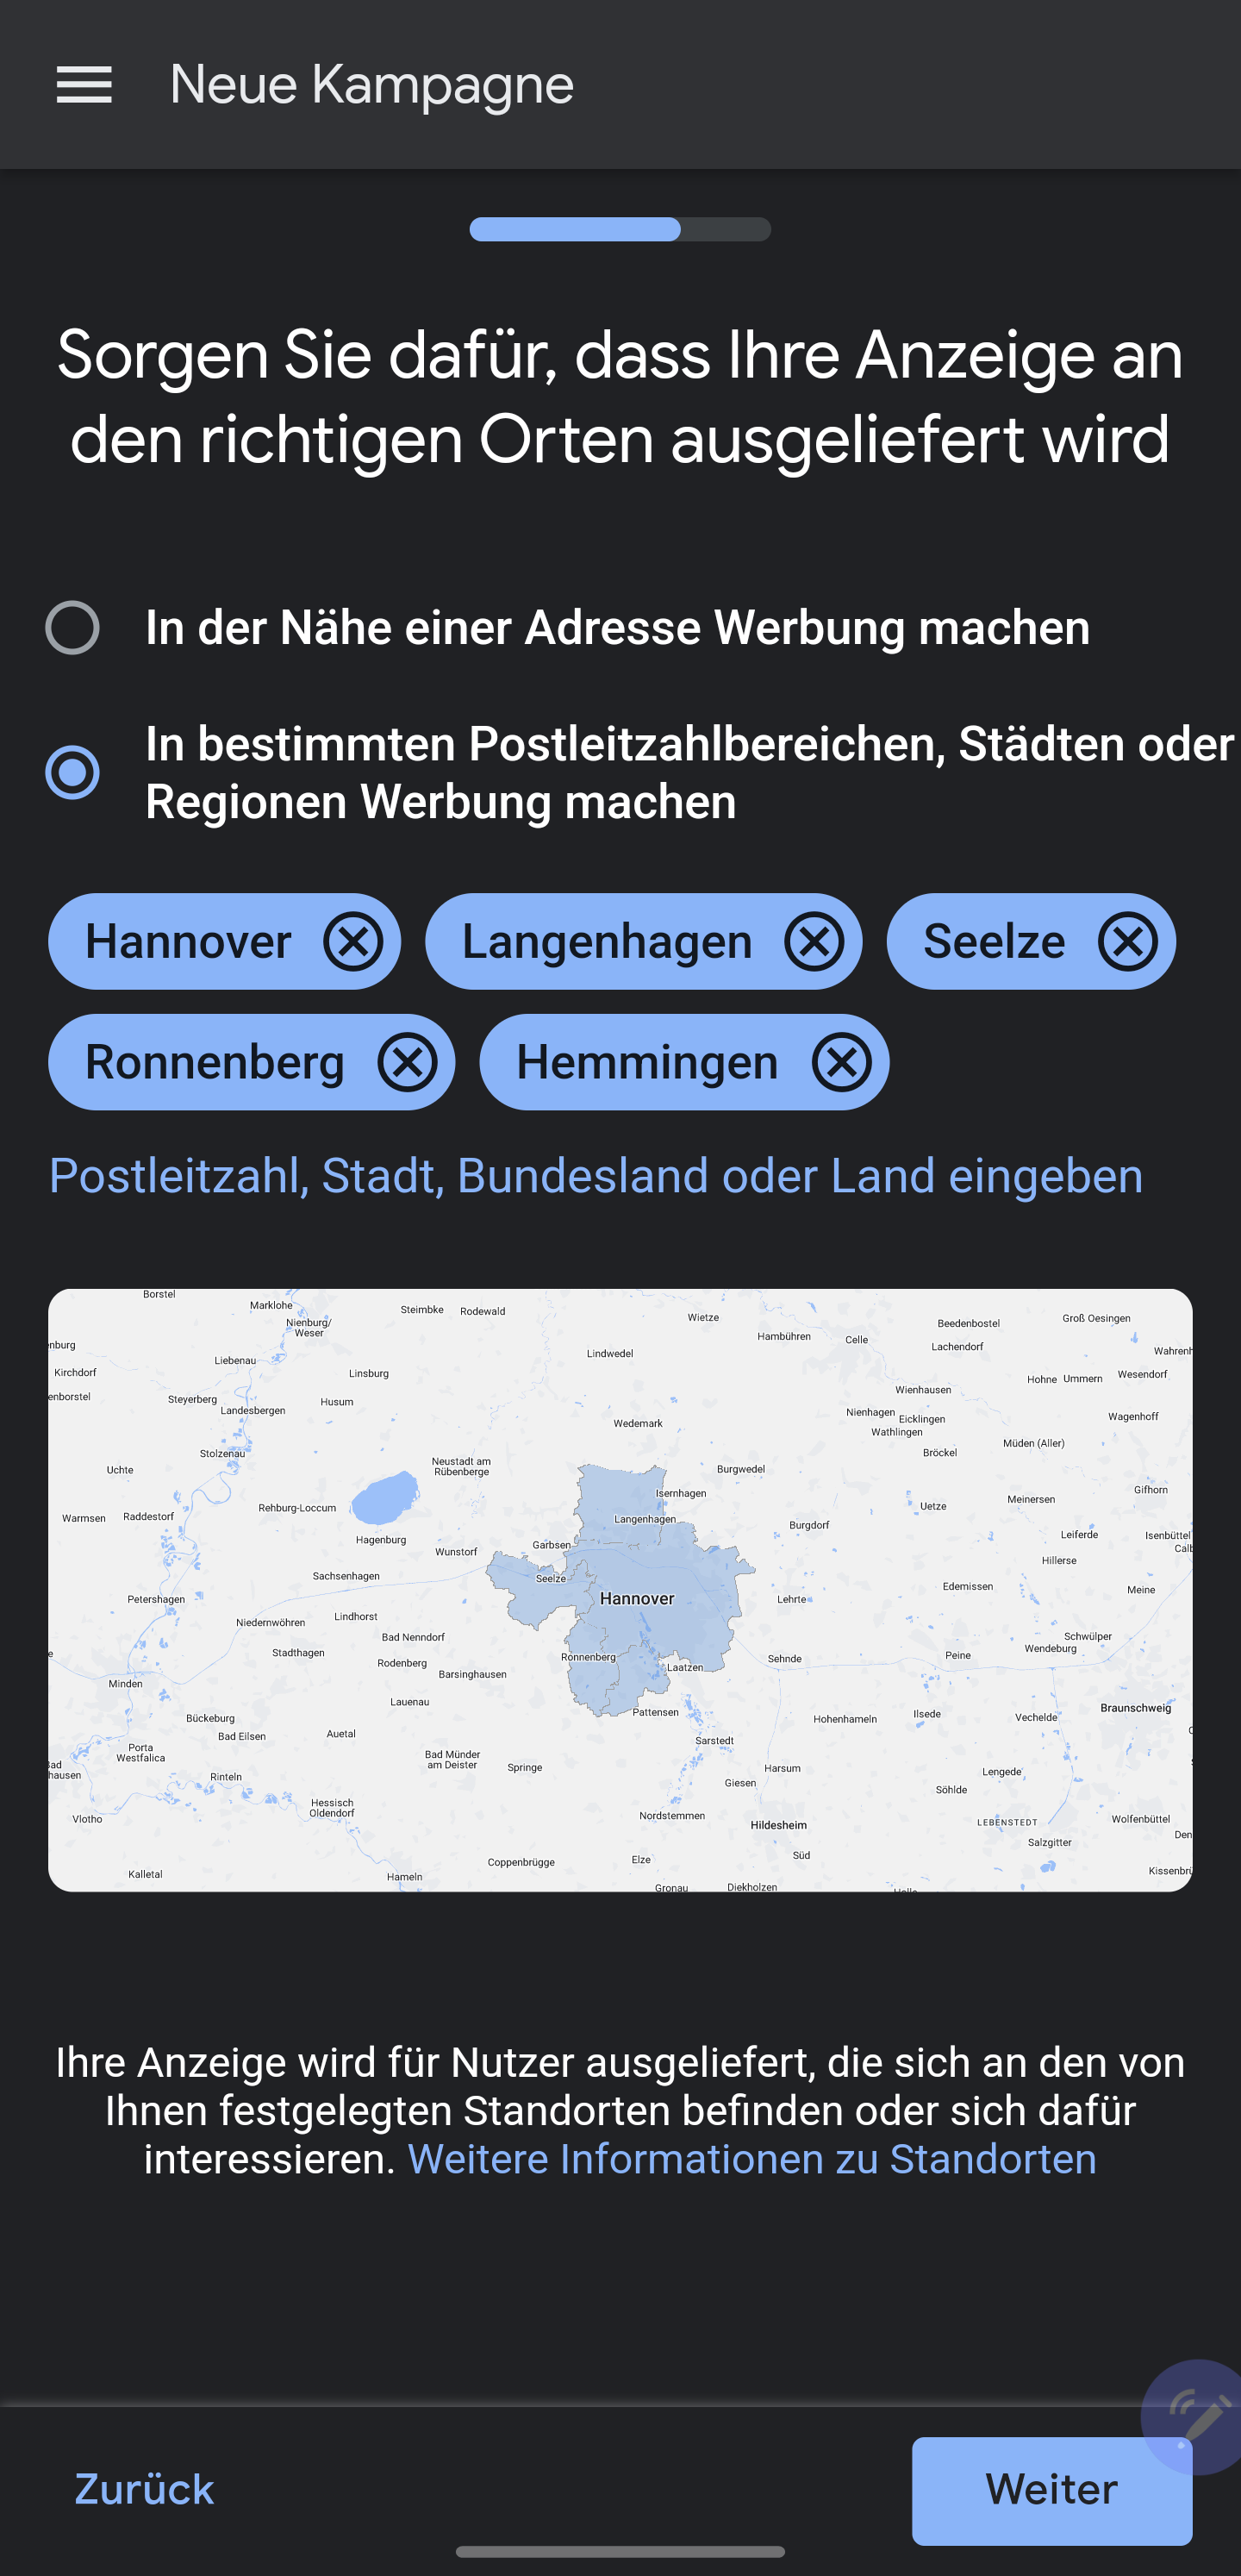 Neue Kampagne
Sorgen Sie dafür, dass Ihre Anzeige an
den richtigen Orten ausgeliefert wird
In der Nähe einer Adresse Werbung machen
In bestimmten Postleitzahlbereichen, Städten oder
Regionen Werbung machen
Hannover
Langenhagen
Seelze
Ronnenberg
Hemmingen
Postleitzahl, Stadt, Bundesland oder Land eingeben
Borstel
Marklohe
Steimbke
Rodewald
Nienburg/
Weser
Wietze
Hambühren
Celle
Beedenbostel
Groß Oesingen
Lachendorf
nburg
Wahrenh
Liebenau
Lindwedel
Kirchdorf
Linsburg
Hohne
Ummern
Wesendorf
enborstel
Steyerberg
Landesbergen
Husum
Wienhausen
Nienhagen
Eicklingen
Wathlingen
Wagenhoff
Wedemark
Müden (Aller)
Bröckel
Stolzenau
Uchte
Neustadt am
Rübenberge
Burgwedel
Isernhagen
Gifhorn
Meinersen
Uetze
Rehburg-Loccum
Warmsen
Raddestorf
Langenhagen
Burgdorf
Leiferde
Isenbüttel
Calb
Hagenburg
Garbsen
Wunstorf
Hillerse
Sachsenhagen
Seelze
Edemissen
Meine
Petershagen
Hannover
Lehrte
Lindhorst
Niedernwöhren
Bad Nenndorf
Schwülper
Wendeburg
Stadthagen
Rodenberg
Ronnenberg
Sehnde
Peine
e
Barsinghausen
Laatzen
Minden
Lauenau
Pattensen
Braunschweig
Bückeburg
Hohenhameln
Ilsede
Vechelde
Bad Eilsen
Auetal
Sarstedt
Porta
Westfalica
Bad Münder
am Deister
Springe
Harsum
Lengede
Bad
hausen
Rinteln
Giesen
Söhlde
Hessisch
Oldendorf
Vlotho
Nordstemmen
Hildesheim
LEBENSTEDT
Wolfenbüttel
Salzgitter
Den
Süd
Elze
Coppenbrügge
Kalletal
Hameln
Kissenbrü
Gronau
Diekholzen
Ihre Anzeige wird für Nutzer ausgeliefert, die sich an den von
Ihnen festgelegten Standorten befinden oder sich dafür
interessieren. Weitere Informationen zu Standorten
Zurück
Weiter